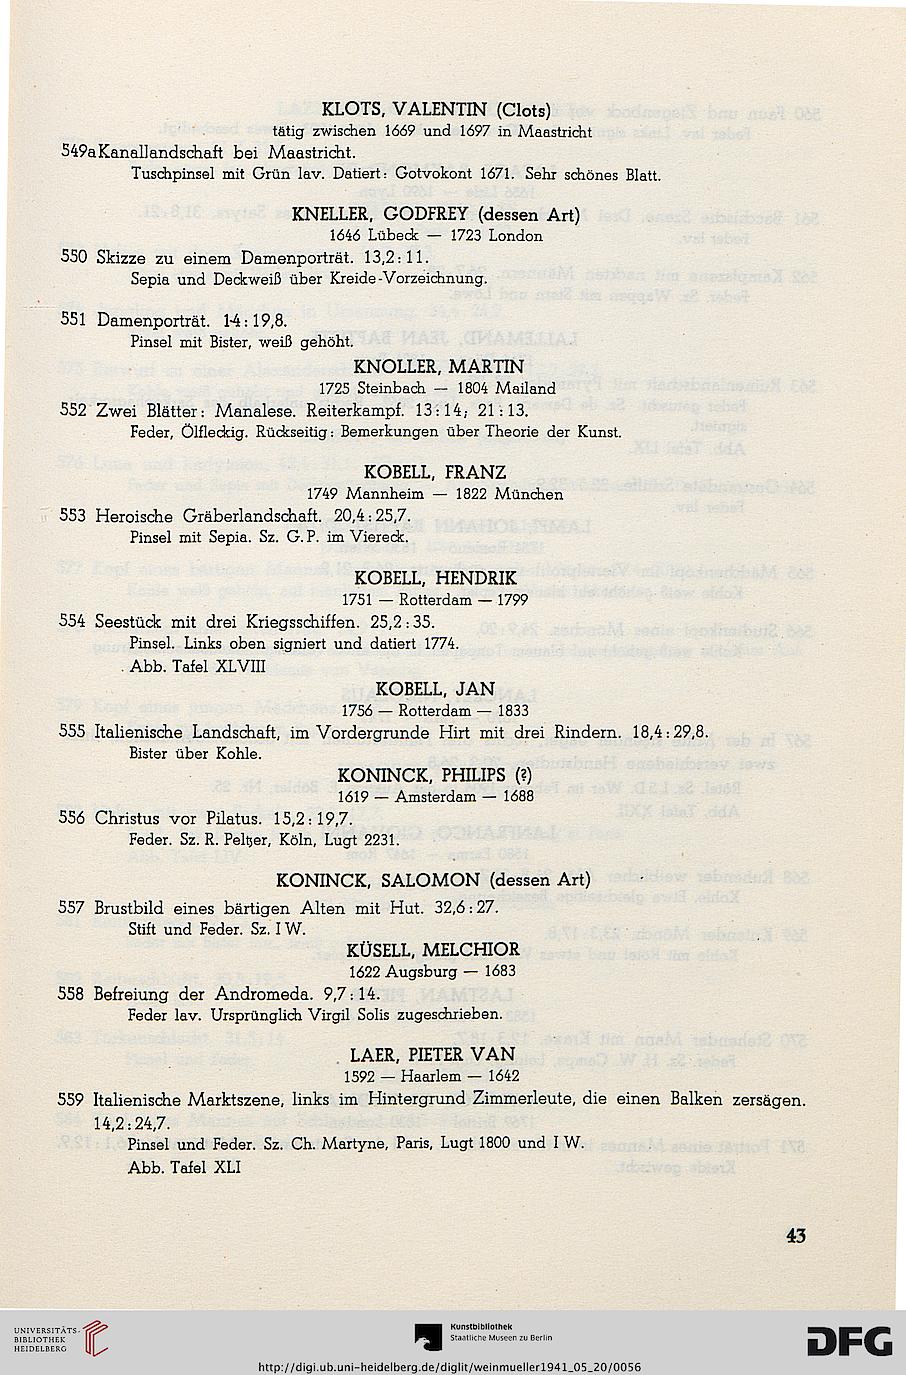 KLOTS, VALENTIN (Clots)
tätig zwischen 1669 und 1697 in Maastricht
549a Kanallandschaft bei Maastricht.
Tuschpinsel mit Grün lav. Datiert: Gotvokont 1671. Sehr schönes Blatt.
KNELLER, GODFREY (dessen Art)
1646 Lübeck — 1723 London
550 Skizze zu einem Damenporträt. 13,2 : 11.
Sepia und Deckweiß über Kreide-Vorzeichnung.
551 Damenporträt. 14 : 19,8.
Pinsel mit Bister, weiß gehöht.
KNOLLER, MARTIN
1725 Steinbach — 1804 Mailand
552 Zwei Blätter: Manalese. Reiterkampf. 13 : 14; 21 : 13.
Feder, Ölfleckig. Rückseitig: Bemerkungen über Theorie der Kunst.
KOBELL, FRANZ
1749 Mannheim — 1822 München
553 Heroische Gräberlandschaft. 20,4 : 25,7.
Pinsel mit Sepia. Sz. G. P. im Viereck.
KOBELL, HENDRIK
1751 — Rotterdam — 1799
554 Seestück mit drei Kriegsschiffen. 25,2 : 35.
Pinsel. Links oben signiert und datiert 1774.
Abb. Tafel XLVIII
KOBELL, JAN
1756 — Rotterdam — 1833
555 Italienische Landschaft, im Vordergrunde Hirt mit drei Rindern. 18,4 : 29,8.
Bister über Kohle.
KONINCK, PHILIPS (?)
1619 — Amsterdam — 1688
556 Christus vor Pilatus. 15,2 : 19,7.
Feder. Sz. R. Peltzer, Köln, Lugt 2231.
KONINCK, SALOMON (dessen Art)
557 Brustbild eines bärtigen Alten mit Hut. 32,6 : 27.
Stift und Feder. Sz. I W.
KÜSELL, MELCHIOR
1622 Augsburg — 1683
558 Befreiung der Andromeda. 9,7 : 14.
Feder lav. Ursprünglich Virgil Solis zugeschrieben.
LAER, PIETER VAN
1592 — Haarlem — 1642
559 Italienische Marktszene, links im Hintergrund Zimmerleute, die einen Balken zersägen.
14,2 : 24,7.
Pinsel und Feder. Sz. Ch. Martyne, Paris, Lugt 1800 und I W.
Abb. Tafel XLI
43
UNIVERSITÄTS-
BIBLIOTHEK
HEIDELBERG
Kunstbibliothek
Staatliche Museen zu Berlin
DFG
http://digi.ub.uni-heidelberg.de/diglit/weinmueller1941_05_20/0056